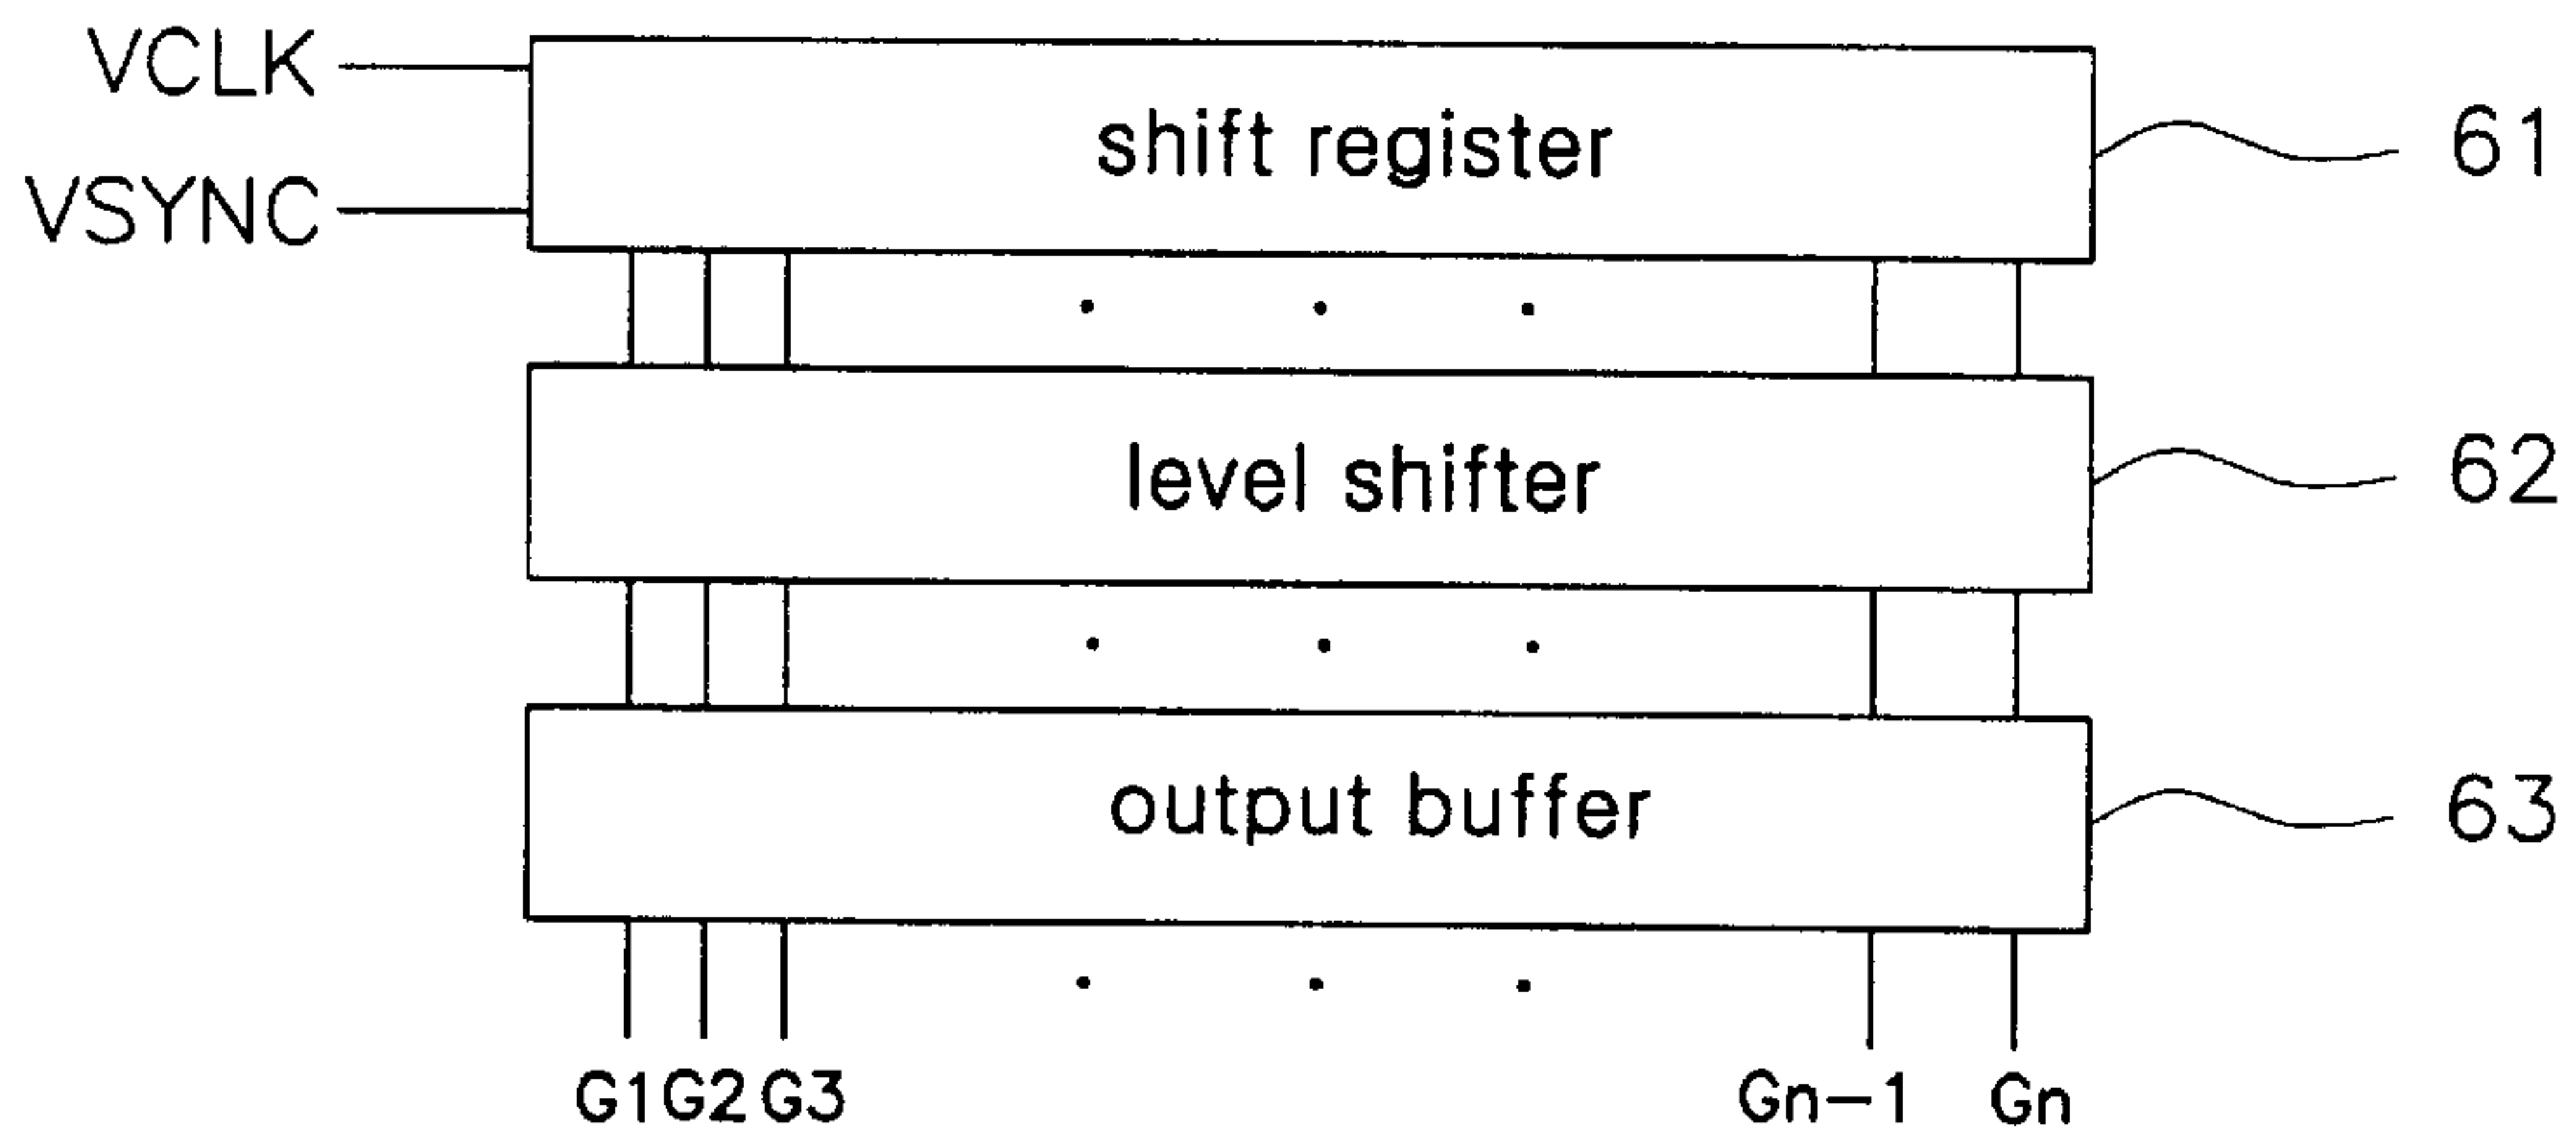 VCLK
shift register
61
VSYNC
level shifter
62
output buffer
63
G1 G2 G3 Gn-1 Gn